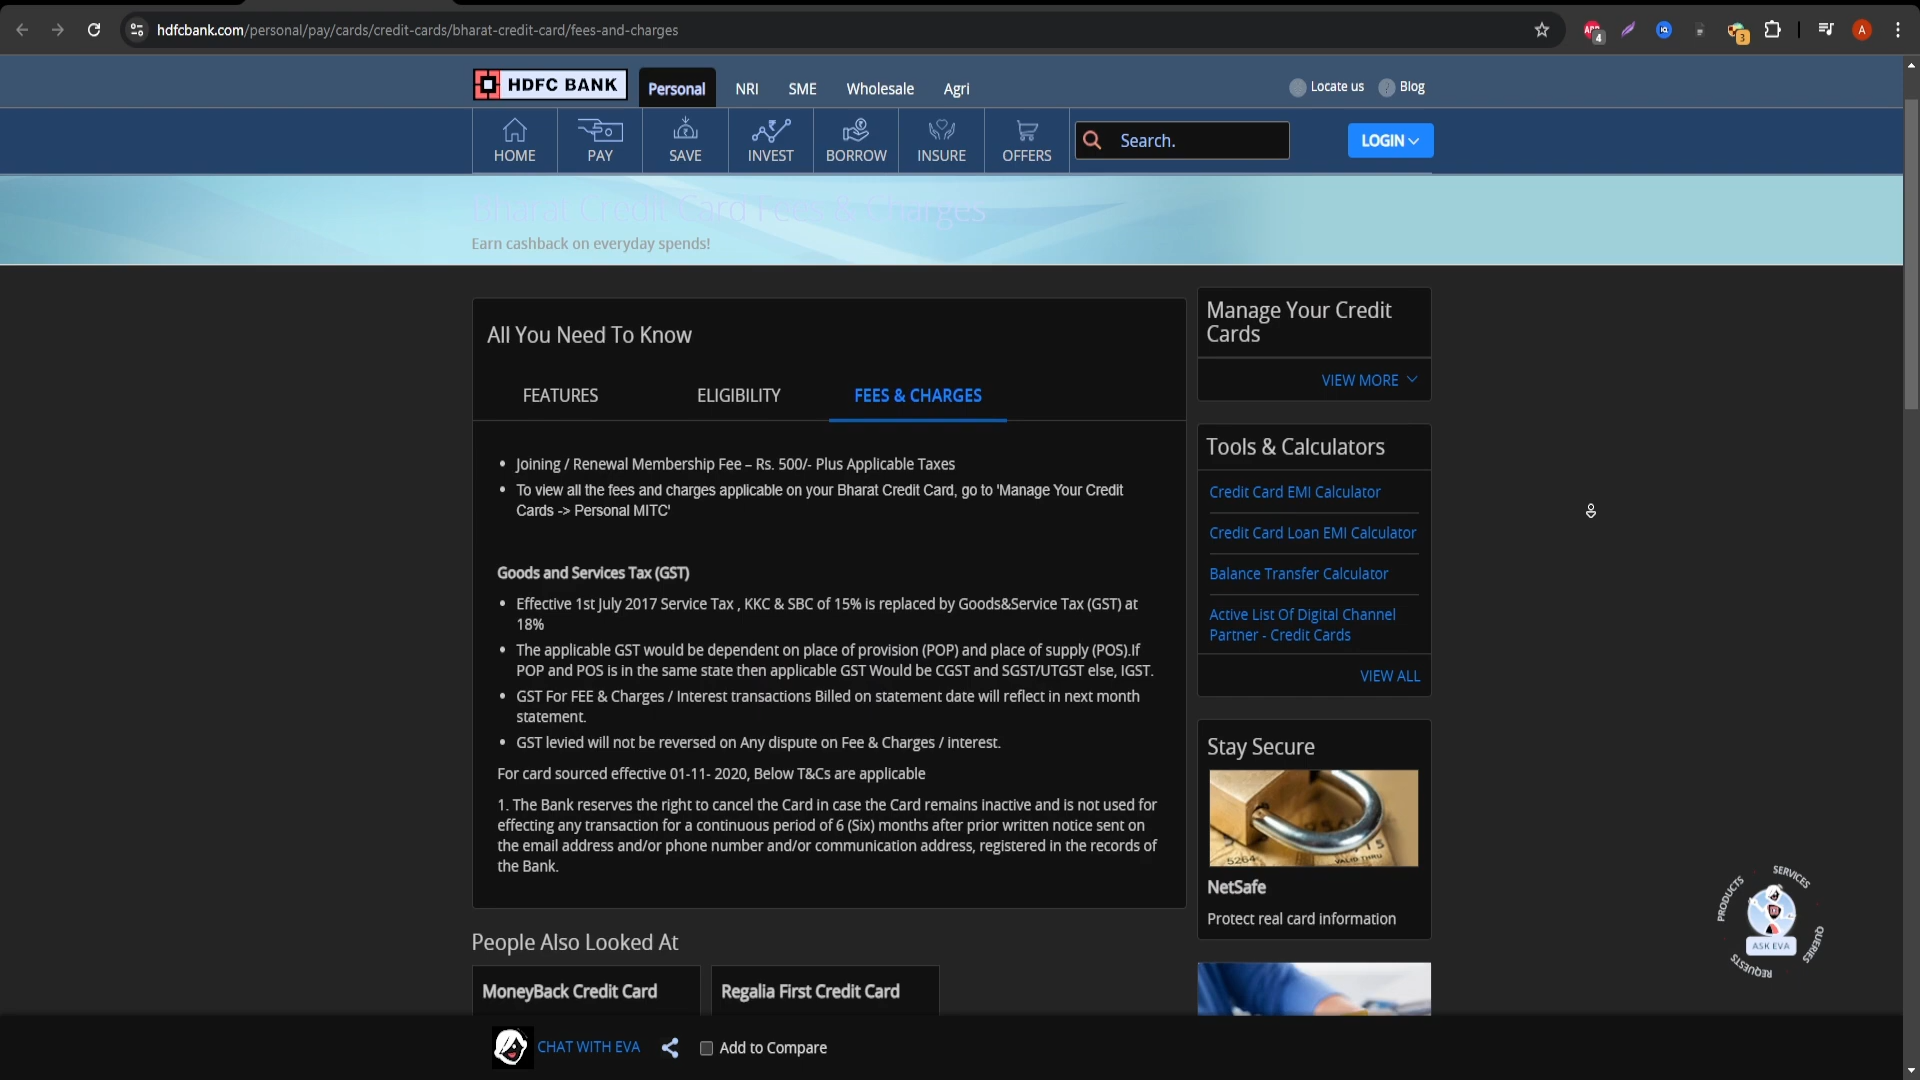 hdfcbank.com/personal/pay/cards/credit-cards/bharat-credit-card/fees-and-charges
4
3
A
HDFC BANK
Personal
NRI
SME
Wholesale
Agri
Locate us
Blog
HOME
PAY
SAVE
INVEST
BORROW
INSURE
OFFERS
Search.
LOGIN
Bharat Credit Card Fees & Charges
Earn cashback on everyday spends!
All You Need To Know
FEATURES
ELIGIBILITY
FEES & CHARGES
• Joining / Renewal Membership Fee – Rs. 500/- Plus Applicable Taxes
• To view all the fees and charges applicable on your Bharat Credit Card, go to 'Manage Your Credit
Cards -> Personal MITC'
Goods and Services Tax (GST)
• Effective 1st July 2017 Service Tax , KKC & SBC of 15% is replaced by Goods&Service Tax (GST) at
18%
• The applicable GST would be dependent on place of provision (POP) and place of supply (POS).If
POP and POS is in the same state then applicable GST Would be CGST and SGST/UTGST else, IGST.
• GST For FEE & Charges / Interest transactions Billed on statement date will reflect in next month
statement.
• GST levied will not be reversed on Any dispute on Fee & Charges / interest.
For card sourced effective 01-11- 2020, Below T&Cs are applicable
1. The Bank reserves the right to cancel the Card in case the Card remains inactive and is not used for
effecting any transaction for a continuous period of 6 (Six) months after prior written notice sent on
the email address and/or phone number and/or communication address, registered in the records of
the Bank.
People Also Looked At
MoneyBack Credit Card
Regalia First Credit Card
Manage Your Credit
Cards
VIEW MORE
Tools & Calculators
Credit Card EMI Calculator
Credit Card Loan EMI Calculator
Balance Transfer Calculator
Active List Of Digital Channel
Partner - Credit Cards
VIEW ALL
Stay Secure
5264
VALID THRU
NetSafe
Protect real card information
PRODUCTS
SERVICES
QUERIES
REQUESTS
ASK EVA
CHAT WITH EVA
Add to Compare